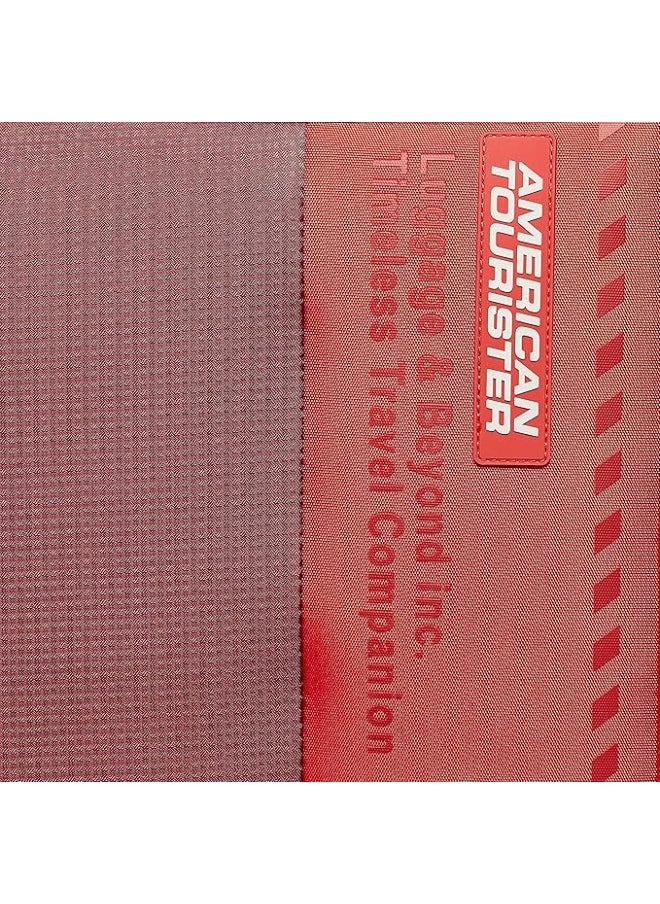 AMERICAN
TOURISTER
Luggage & Beyond inc.
Timeless Travel Companion